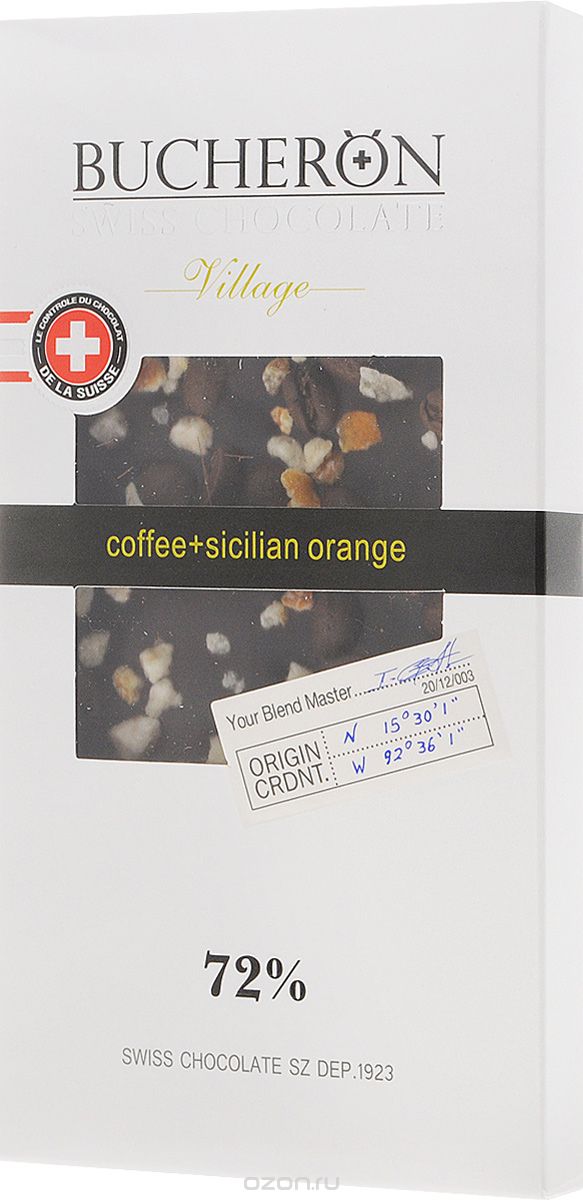 BUCHERÖN
SWISS CHOCOLATE
Village
LE CONTROLE DU CHOCOLAT
DE LA SUISSE
coffee+sicilian orange
Your Blend Master
20/12/003
ORIGIN
CRDNT.
N 15°30'1"
W 92°36'1"
72%
SWISS CHOCOLATE SZ DEP.1923
ozon.ru